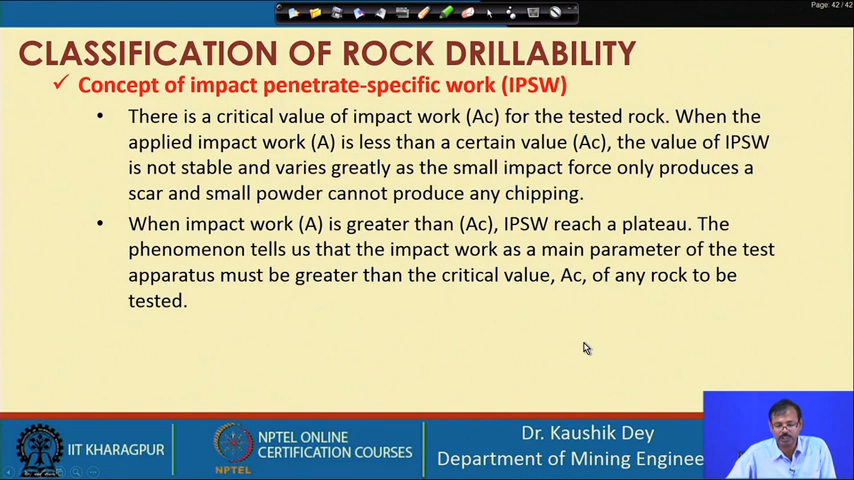 Page: 42 / 42
CLASSIFICATION OF ROCK DRILLABILITY
✓ Concept of impact penetrate-specific work (IPSW)
• There is a critical value of impact work (Ac) for the tested rock. When the
applied impact work (A) is less than a certain value (Ac), the value of IPSW
is not stable and varies greatly as the small impact force only produces a
scar and small powder cannot produce any chipping.
• When impact work (A) is greater than (Ac), IPSW reach a plateau. The
phenomenon tells us that the impact work as a main parameter of the test
apparatus must be greater than the critical value, Ac, of any rock to be
tested.
IIT KHARAGPUR
NPTEL
NPTEL ONLINE
CERTIFICATION COURSES
Dr. Kaushik Dey
Department of Mining Enginee